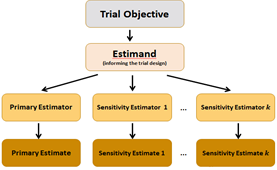 Trial Objective
Estimand
(informing the trial design)
Primary Estimator
Sensitivity Estimator 1
...
Sensitivity Estimator k
Primary Estimate
Sensitivity Estimate 1
...
Sensitivity Estimate k